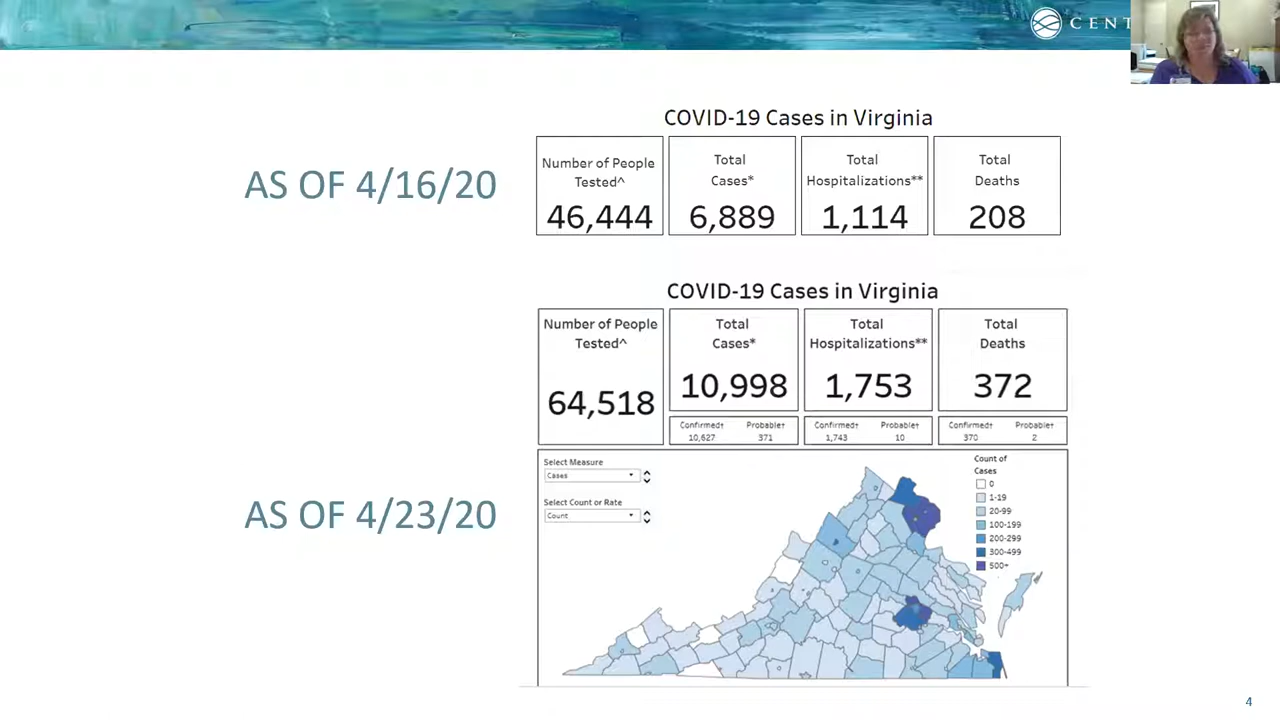 CENT
COVID-19 Cases in Virginia
AS OF 4/16/20
Number of People Tested^
46,444
Total Cases*
6,889
Total Hospitalizations**
1,114
Total Deaths
208
COVID-19 Cases in Virginia
Number of People Tested^
64,518
Total Cases*
10,998
Confirmed† Probable†
10,627 371
Total Hospitalizations**
1,753
Confirmed† Probable†
1,743 10
Total Deaths
372
Confirmed† Probable†
370 2
AS OF 4/23/20
Select Measure
Cases
Select Count or Rate
Count
Count of
Cases
0
1-19
20-99
100-199
200-299
300-499
500+
4